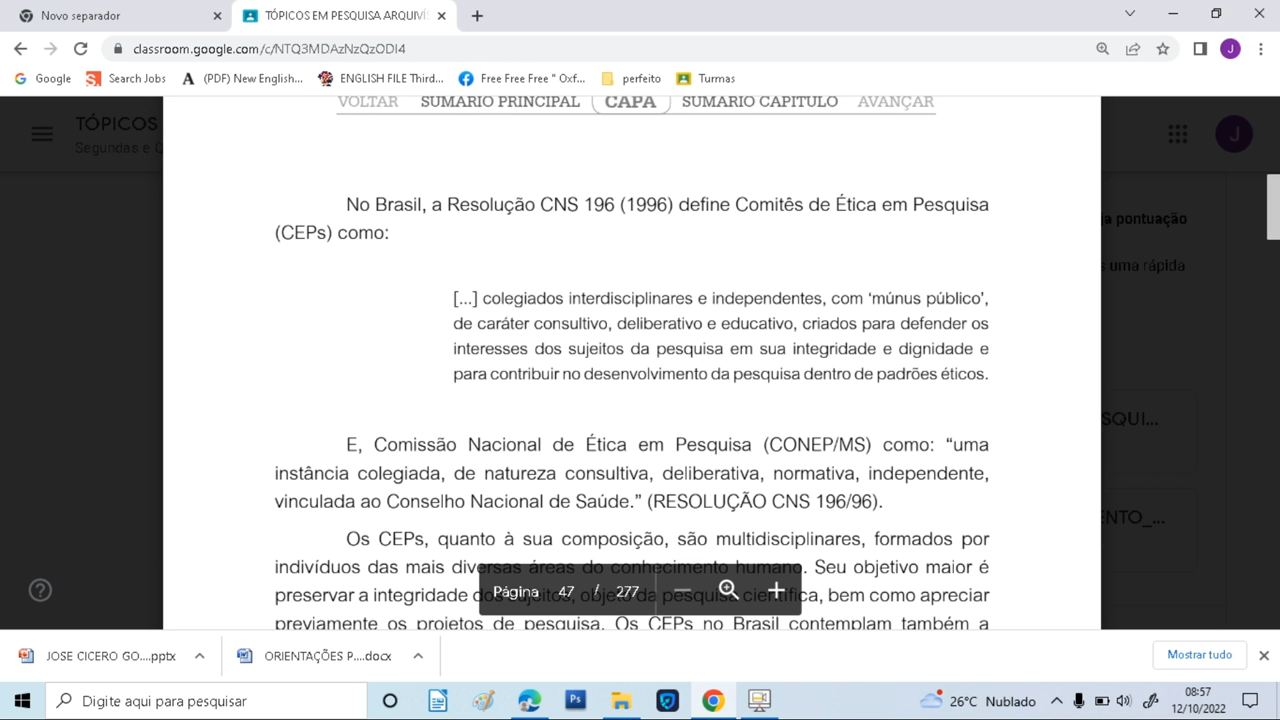 Novo separador
TÓPICOS EM PESQUISA ARQUIVÍS
classroom.google.com/c/NTQ3MDAzNzQzODI4
Google
Search Jobs
(PDF) New English...
ENGLISH FILE Third...
Free Free Free " Oxf...
perfeito
Turmas
VOLTAR SUMÁRIO PRINCIPAL CAPA SUMÁRIO CAPÍTULO AVANÇAR
TÓPICOS
Segundas e
J
No Brasil, a Resolução CNS 196 (1996) define Comitês de Ética em Pesquisa
(CEPs) como:
[...] colegiados interdisciplinares e independentes, com ‘múnus público’,
de caráter consultivo, deliberativo e educativo, criados para defender os
interesses dos sujeitos da pesquisa em sua integridade e dignidade e
para contribuir no desenvolvimento da pesquisa dentro de padrões éticos.
E, Comissão Nacional de Ética em Pesquisa (CONEP/MS) como: “uma
instância colegiada, de natureza consultiva, deliberativa, normativa, independente,
vinculada ao Conselho Nacional de Saúde.” (RESOLUÇÃO CNS 196/96).
Os CEPs, quanto à sua composição, são multidisciplinares, formados por
indivíduos das mais diversas áreas do conhecimento humano. Seu objetivo maior é
preservar a integridade dos sujeitos, objeto da pesquisa científica, bem como apreciar
previamente os projetos de pesquisa. Os CEPs no Brasil contemplam também a
Página 47 / 277
ja pontuação
s uma rápida
ESQUI...
ENTO_...
JOSE CICERO GO....pptx
ORIENTAÇÕES P....docx
Mostrar tudo
Digite aqui para pesquisar
26°C Nublado
08:57
12/10/2022